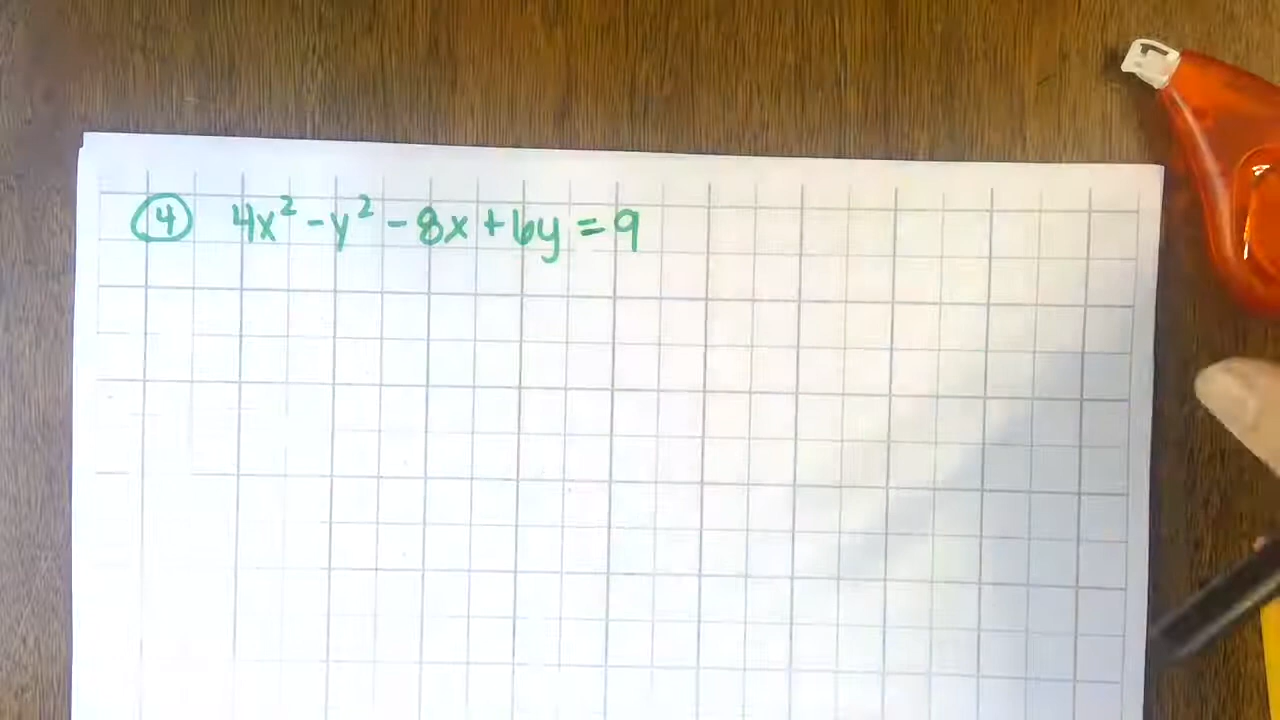 ④ 4x² - y² - 8x + 6y = 9